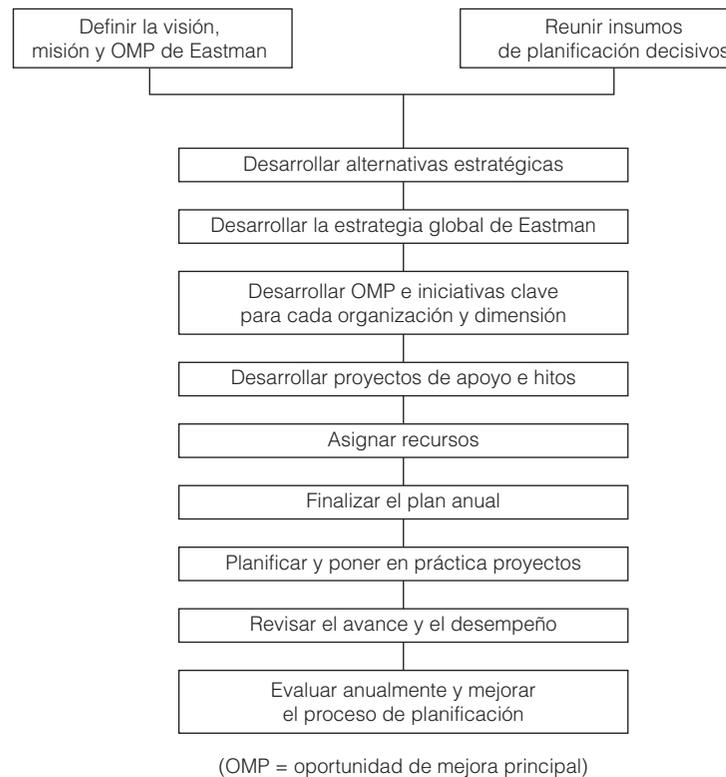 Definir la visión,
misión y OMP de Eastman
Reunir insumos
de planificación decisivos
Desarrollar alternativas estratégicas
Desarrollar la estrategia global de Eastman
Desarrollar OMP e iniciativas clave
para cada organización y dimensión
Desarrollar proyectos de apoyo e hitos
Asignar recursos
Finalizar el plan anual
Planificar y poner en práctica proyectos
Revisar el avance y el desempeño
Evaluar anualmente y mejorar
el proceso de planificación
(OMP = oportunidad de mejora principal)